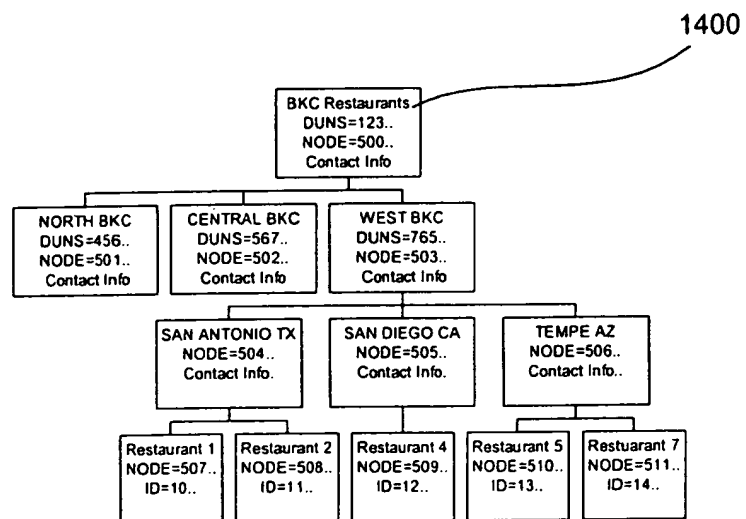 1400
BKC Restaurants
DUNS=123..
NODE=500..
Contact Info
NORTH BKC
DUNS=456..
NODE=501..
Contact Info
CENTRAL BKC
DUNS=567..
NODE=502..
Contact Info
WEST BKC
DUNS=765..
NODE=503..
Contact Info
SAN ANTONIO TX
NODE=504..
Contact Info.
SAN DIEGO CA
NODE=505..
Contact Info.
TEMPE AZ
NODE=506..
Contact Info..
Restaurant 1
NODE=507..
ID=10..
Restaurant 2
NODE=508..
ID=11..
Restaurant 4
NODE=509..
ID=12..
Restaurant 5
NODE=510..
ID=13..
Restuarant 7
NODE=511..
ID=14..